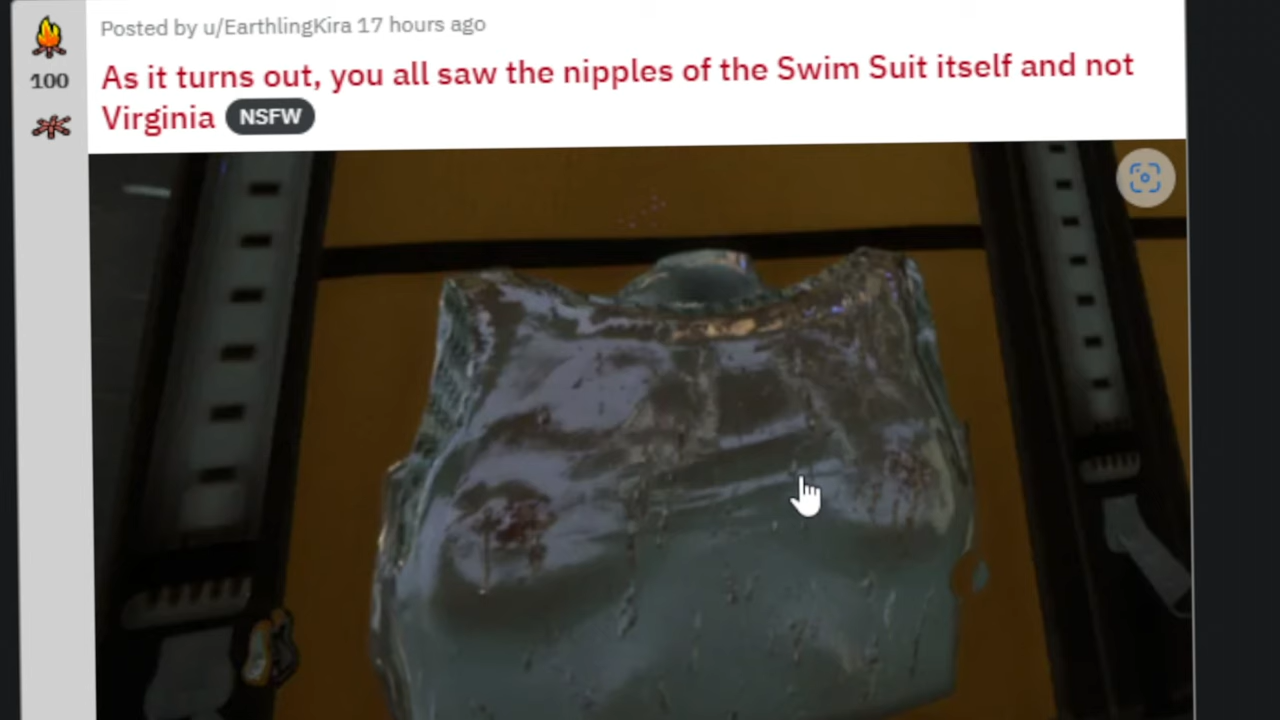 Posted by u/EarthlingKira 17 hours ago
100
As it turns out, you all saw the nipples of the Swim Suit itself and not
Virginia NSFW